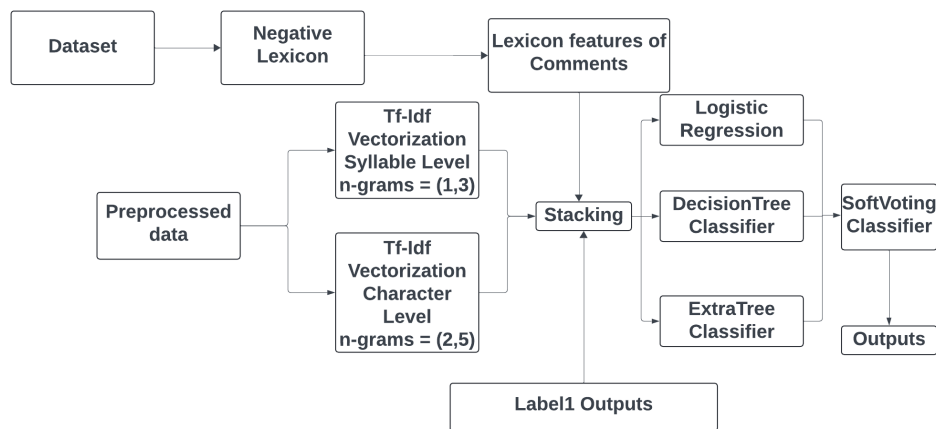 Dataset
Negative
Lexicon
Lexicon features of
Comments
Tf-Idf
Vectorization
Syllable Level
n-grams = (1,3)
Logistic
Regression
Preprocessed
data
Stacking
DecisionTree
Classifier
SoftVoting
Classifier
Tf-Idf
Vectorization
Character
Level
n-grams = (2,5)
ExtraTree
Classifier
Outputs
Label1 Outputs